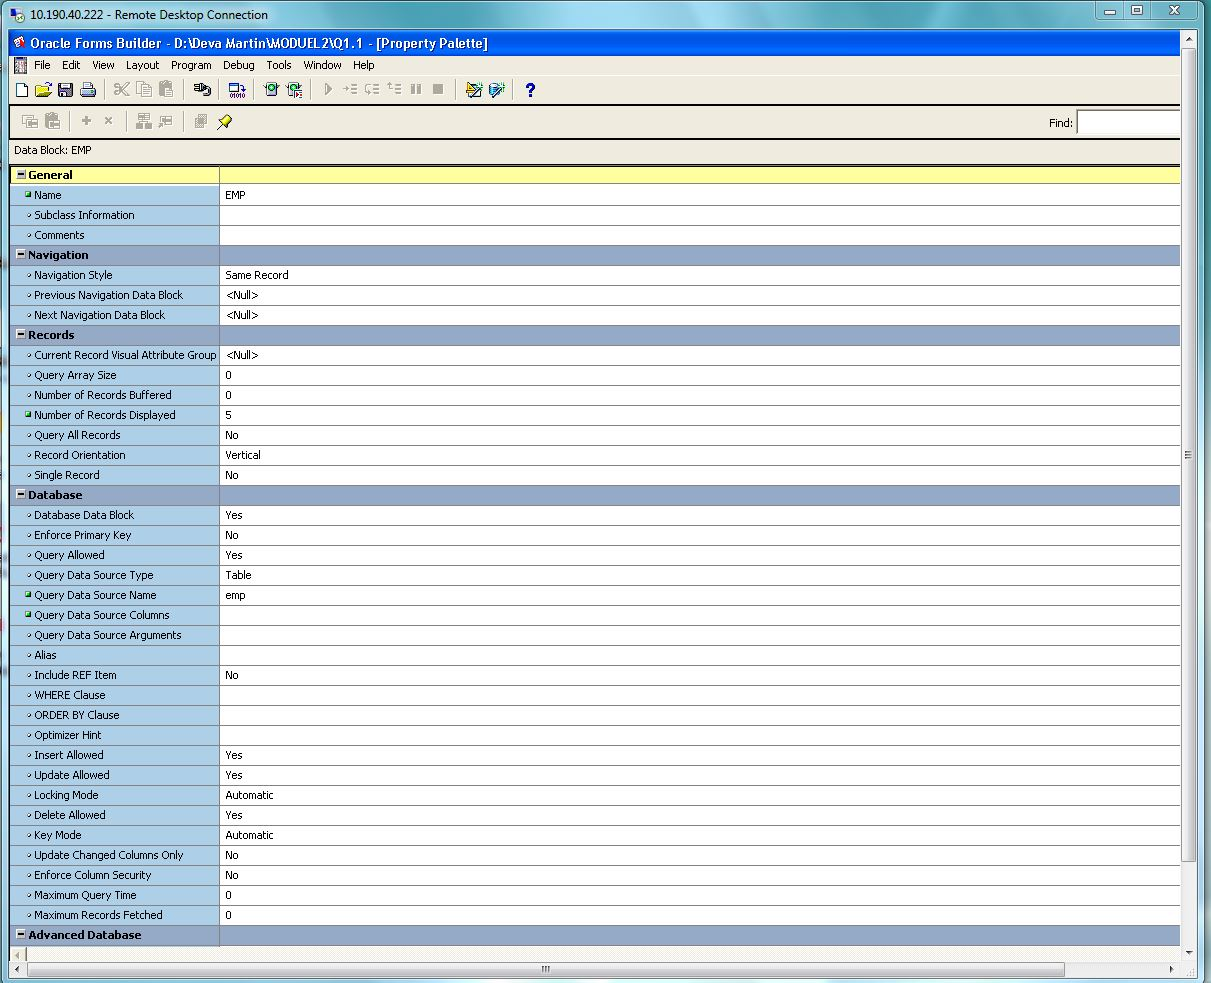 10.190.40.222 - Remote Desktop Connection
Oracle Forms Builder - D:\Deva Martin\MODUEL2\Q1.1 - [Property Palette]
File Edit View Layout Program Debug Tools Window Help
Find:
Data Block: EMP
General
Name EMP
Subclass Information
Comments
Navigation
Navigation Style Same Record
Previous Navigation Data Block <Null>
Next Navigation Data Block <Null>
Records
Current Record Visual Attribute Group <Null>
Query Array Size 0
Number of Records Buffered 0
Number of Records Displayed 5
Query All Records No
Record Orientation Vertical
Single Record No
Database
Database Data Block Yes
Enforce Primary Key No
Query Allowed Yes
Query Data Source Type Table
Query Data Source Name emp
Query Data Source Columns
Query Data Source Arguments
Alias
Include REF Item No
WHERE Clause
ORDER BY Clause
Optimizer Hint
Insert Allowed Yes
Update Allowed Yes
Locking Mode Automatic
Delete Allowed Yes
Key Mode Automatic
Update Changed Columns Only No
Enforce Column Security No
Maximum Query Time 0
Maximum Records Fetched 0
Advanced Database